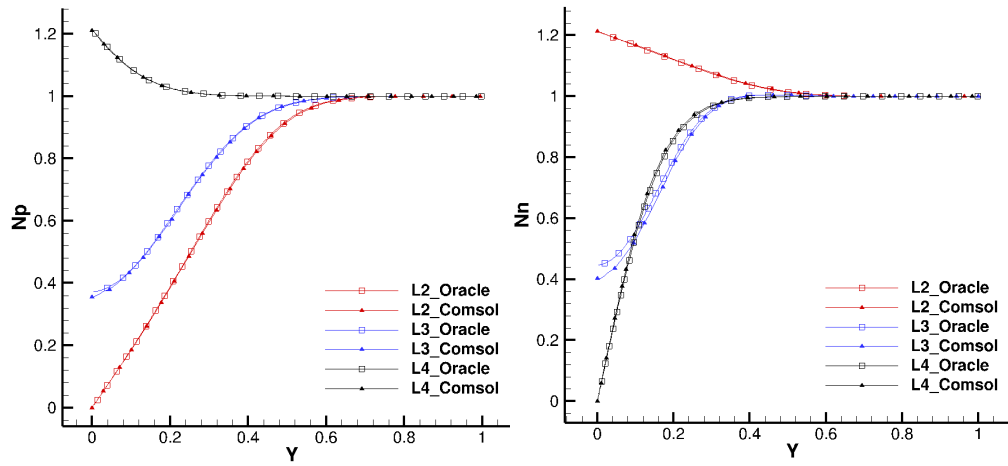 Np
1.2
1
0.8
0.6
0.4
0.2
0
0 0.2 0.4 0.6 0.8 1
Y
L2_Oracle
L2_Comsol
L3_Oracle
L3_Comsol
L4_Oracle
L4_Comsol
Nn
1.2
1
0.8
0.6
0.4
0.2
0
0 0.2 0.4 0.6 0.8 1
Y
L2_Oracle
L2_Comsol
L3_Oracle
L3_Comsol
L4_Oracle
L4_Comsol